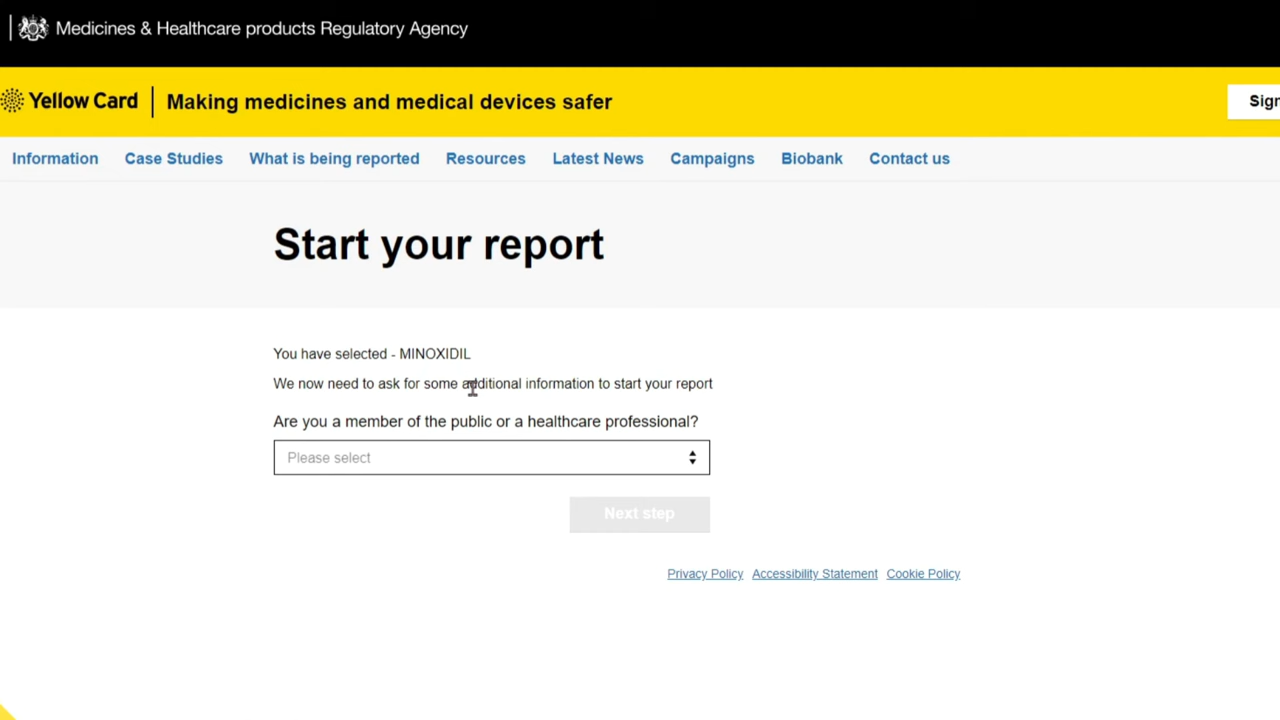 Medicines & Healthcare products Regulatory Agency
Yellow Card | Making medicines and medical devices safer
Sign
Information Case Studies What is being reported Resources Latest News Campaigns Biobank Contact us
Start your report
You have selected - MINOXIDIL
We now need to ask for some additional information to start your report
Are you a member of the public or a healthcare professional?
Please select
Next step
Privacy Policy Accessibility Statement Cookie Policy